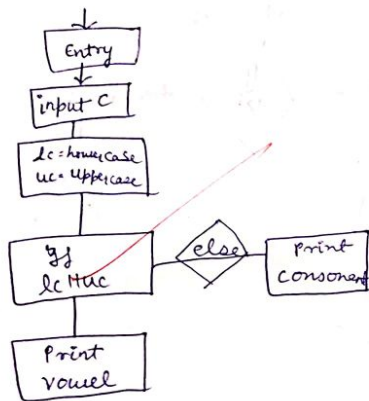 Entry
input C
lc = lowercase
uc = Uppercase
If
lc || uc
else
Print
consonent
Print
vowel